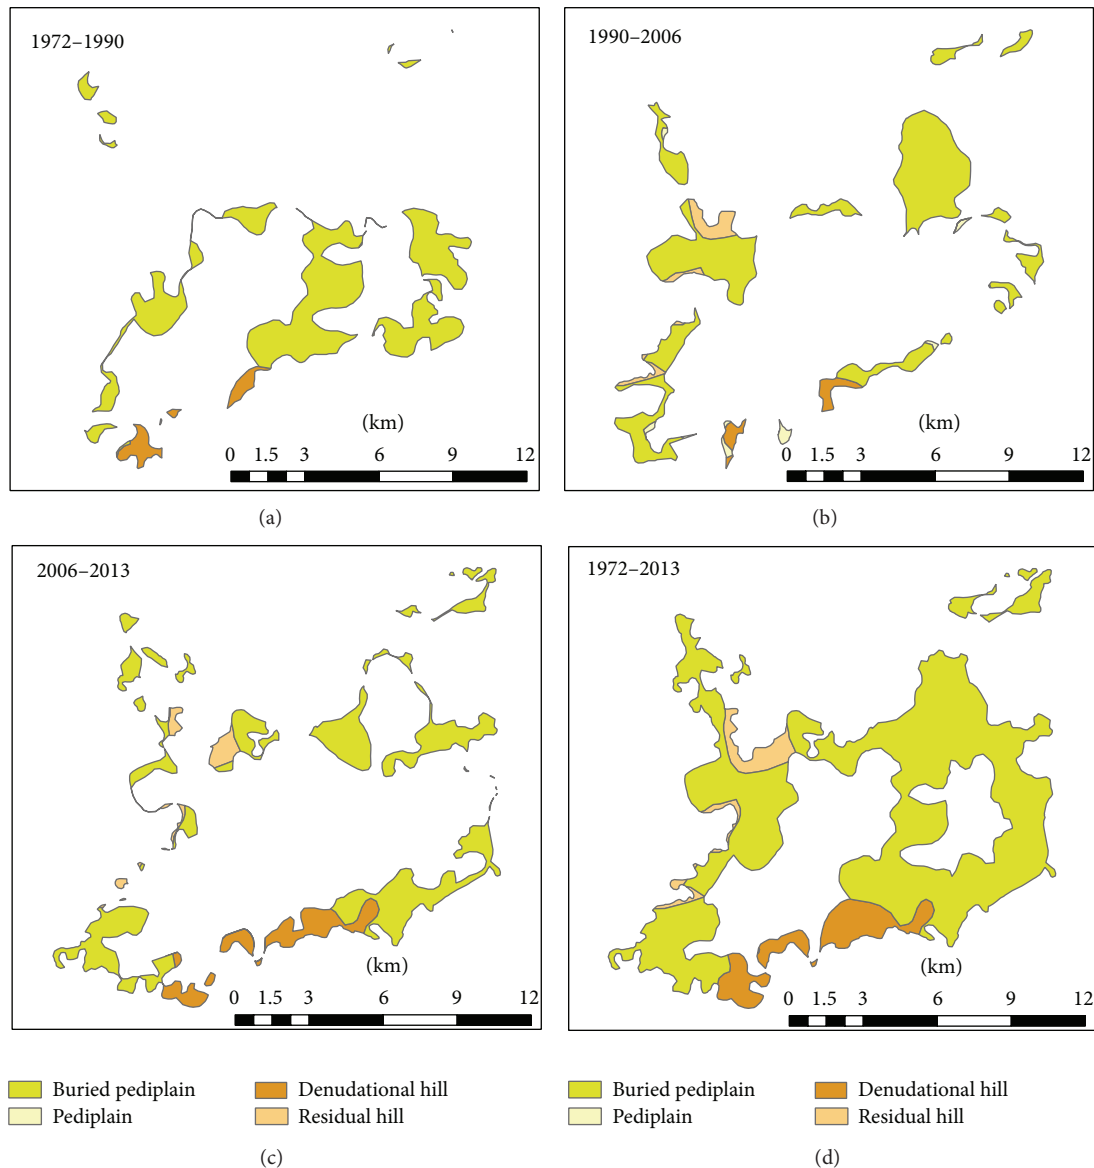 1972–1990
(km)
0 1.5 3 6 9 12
(a)
1990–2006
(km)
0 1.5 3 6 9 12
(b)
2006–2013
(km)
0 1.5 3 6 9 12
1972–2013
(km)
0 1.5 3 6 9 12
Buried pediplain Denudational hill
Pediplain Residual hill
(c)
Buried pediplain Denudational hill
Pediplain Residual hill
(d)